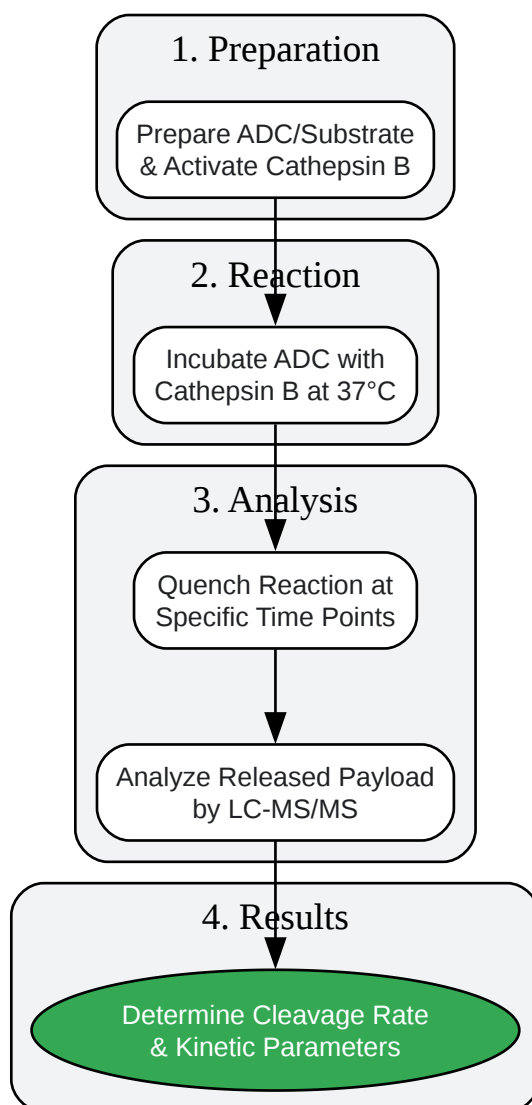 1. Preparation
Prepare ADC/Substrate
& Activate Cathepsin B
2. Reaction
Incubate ADC with
Cathepsin B at 37°C
3. Analysis
Quench Reaction at
Specific Time Points
Analyze Released Payload
by LC-MS/MS
4. Results
Determine Cleavage Rate
& Kinetic Parameters